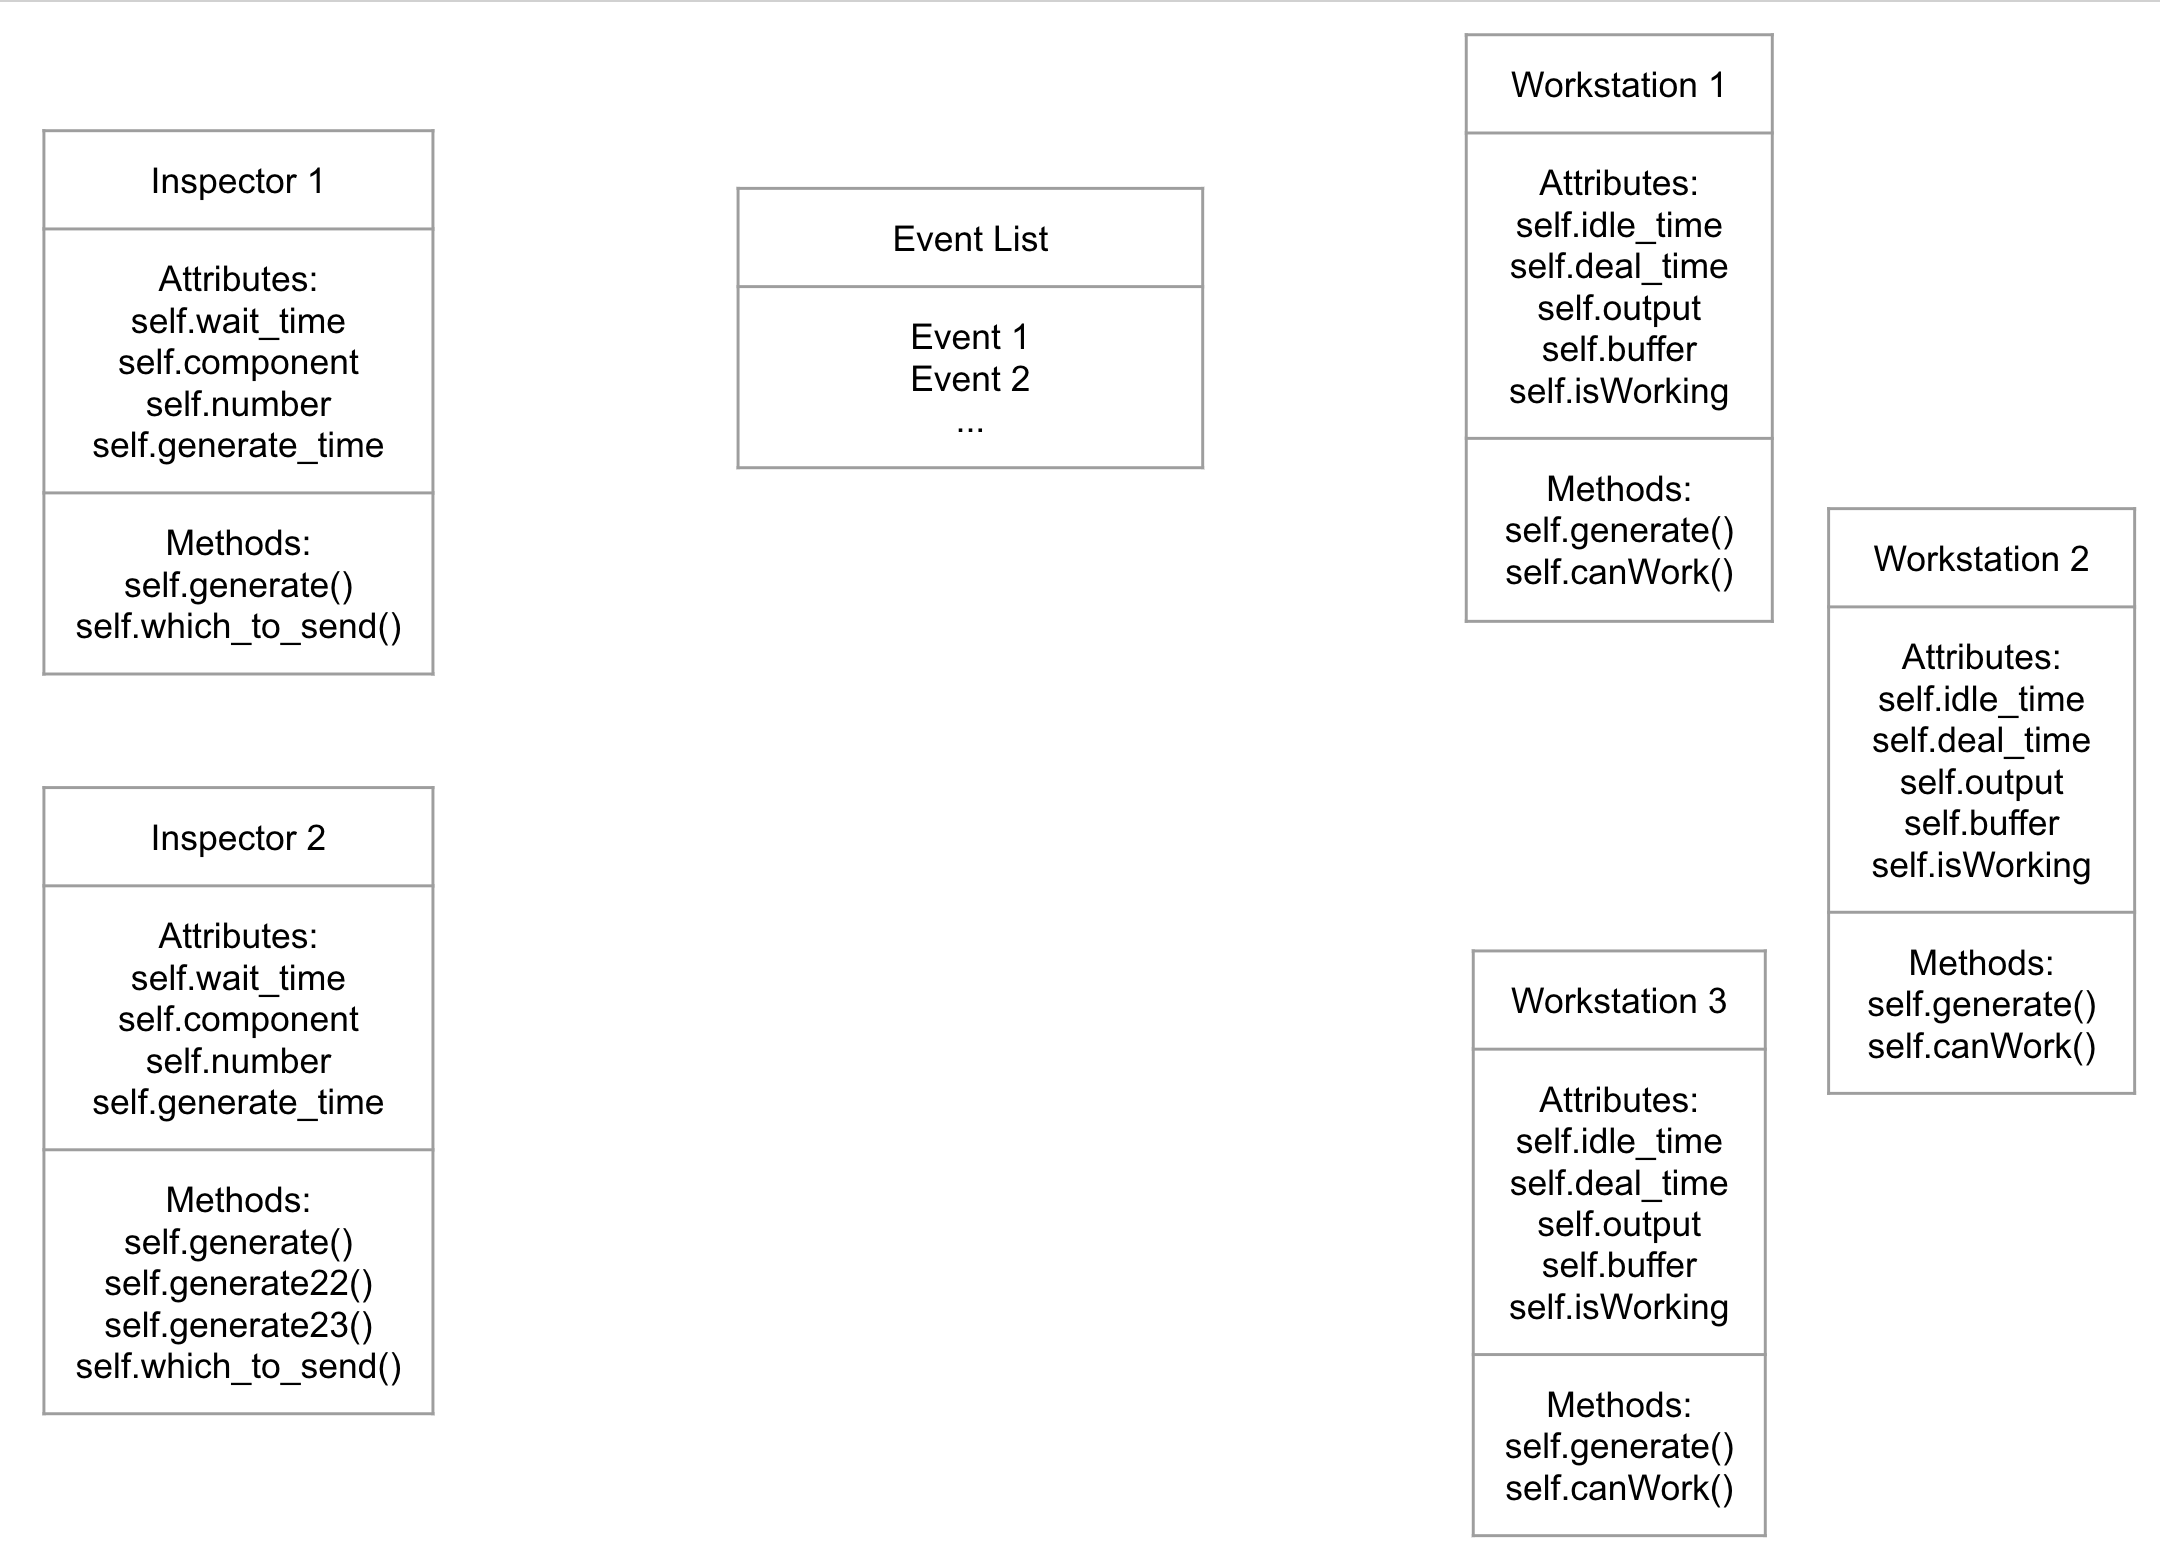 Inspector 1
Attributes:
self.wait_time
self.component
self.number
self.generate_time
Methods:
self.generate()
self.which_to_send()
Inspector 2
Attributes:
self.wait_time
self.component
self.number
self.generate_time
Methods:
self.generate()
self.generate22()
self.generate23()
self.which_to_send()
Event List
Event 1
Event 2
...
Workstation 1
Attributes:
self.idle_time
self.deal_time
self.output
self.buffer
self.isWorking
Methods:
self.generate()
self.canWork()
Workstation 2
Attributes:
self.idle_time
self.deal_time
self.output
self.buffer
self.isWorking
Methods:
self.generate()
self.canWork()
Workstation 3
Attributes:
self.idle_time
self.deal_time
self.output
self.buffer
self.isWorking
Methods:
self.generate()
self.canWork()